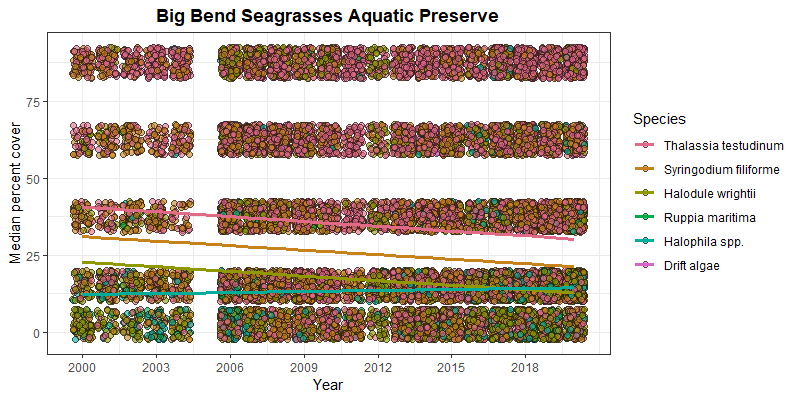 Big Bend Seagrasses Aquatic Preserve
Median percent cover
75
50
25
0
2000 2003 2006 2009 2012 2015 2018
Year
Species
Thalassia testudinum
Syringodium filiforme
Halodule wrightii
Ruppia maritima
Halophila spp.
Drift algae